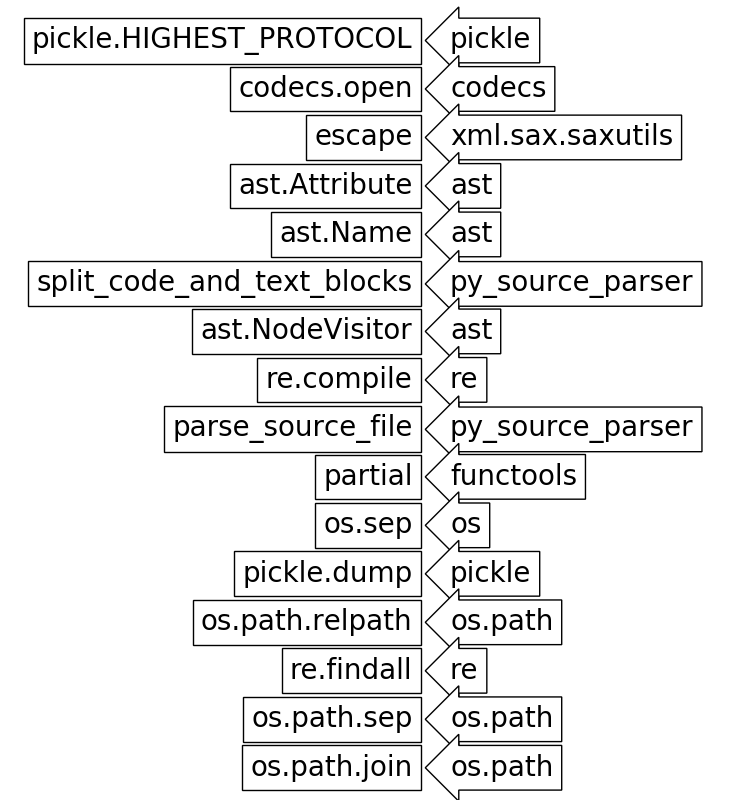 pickle.HIGHEST_PROTOCOL pickle
codecs.open codecs
escape xml.sax.saxutils
ast.Attribute ast
ast.Name ast
split_code_and_text_blocks py_source_parser
ast.NodeVisitor ast
re.compile re
parse_source_file py_source_parser
partial functools
os.sep os
pickle.dump pickle
os.path.relpath os.path
re.findall re
os.path.sep os.path
os.path.join os.path